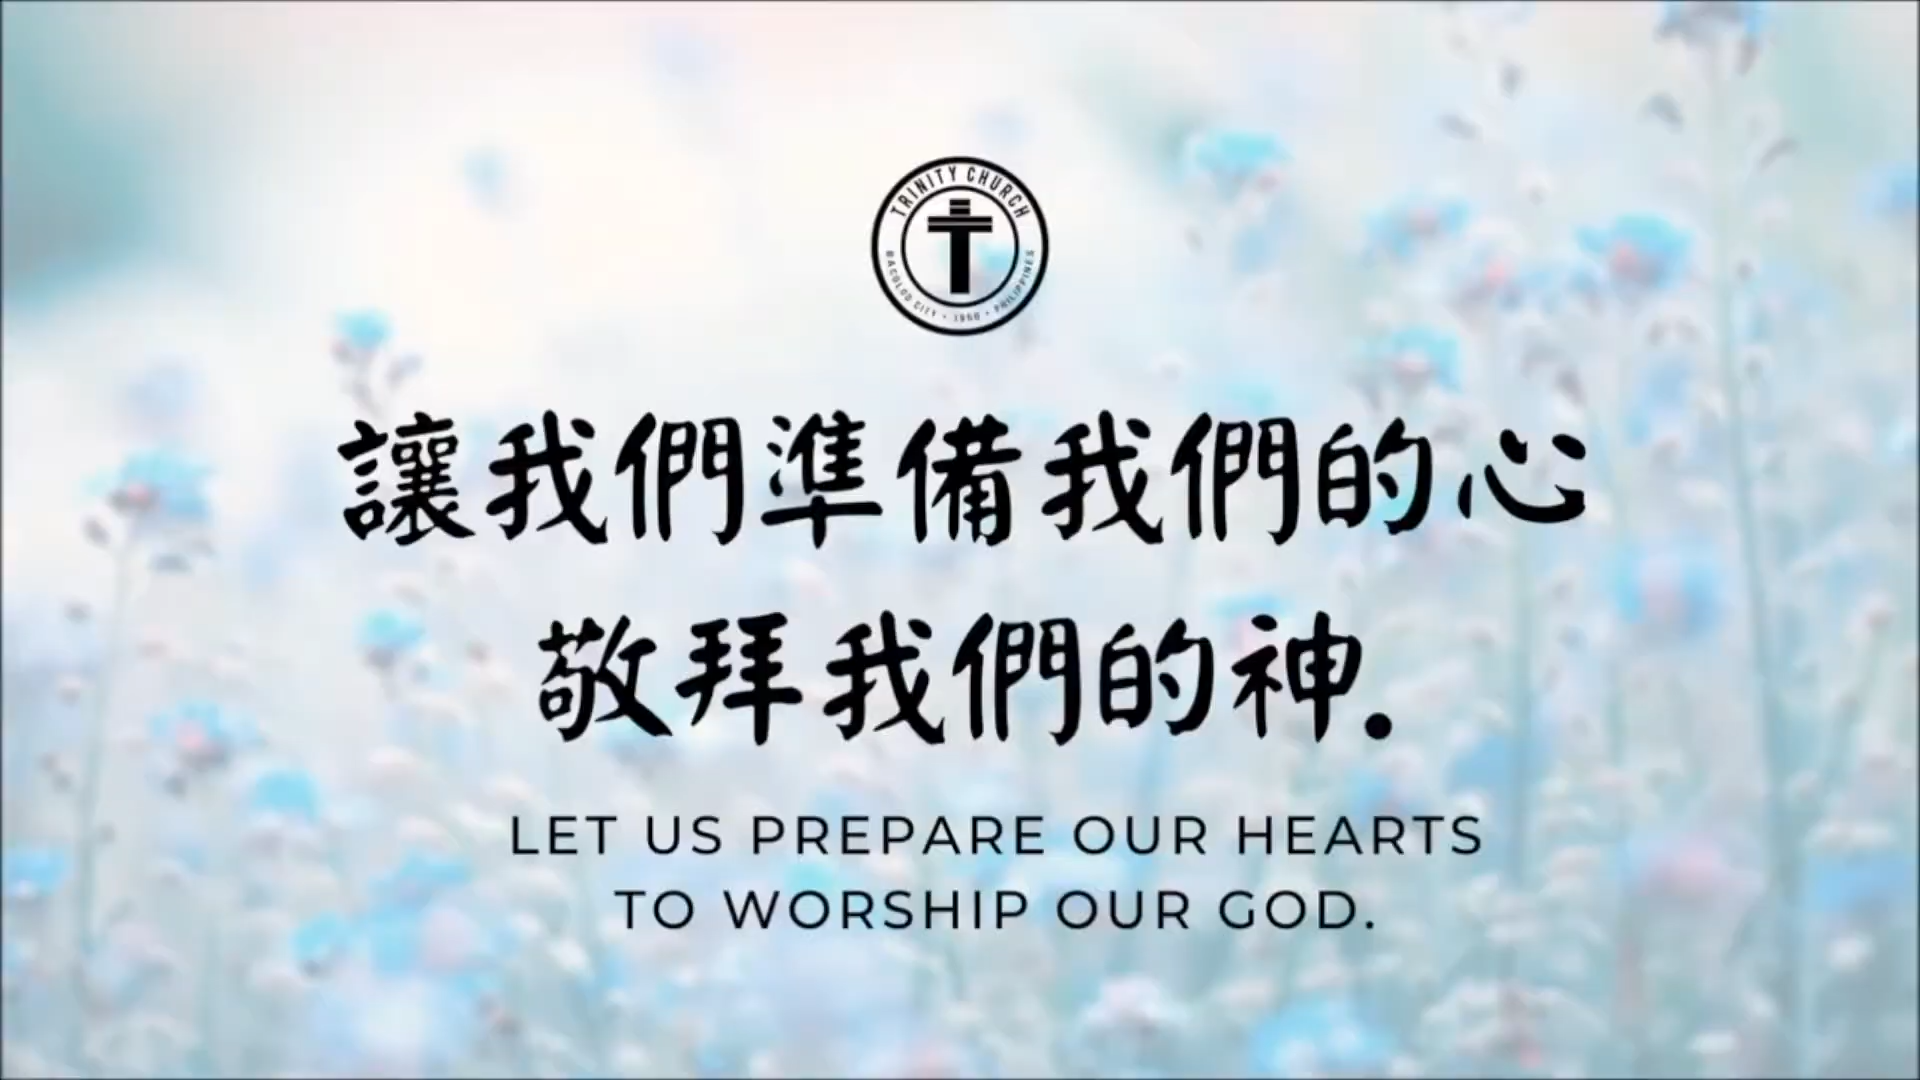 TRINITY CHURCH
BACOLOD CITY • 1950 • PHILIPPINES
讓我們準備我們的心
敬拜我們的神.
LET US PREPARE OUR HEARTS
TO WORSHIP OUR GOD.